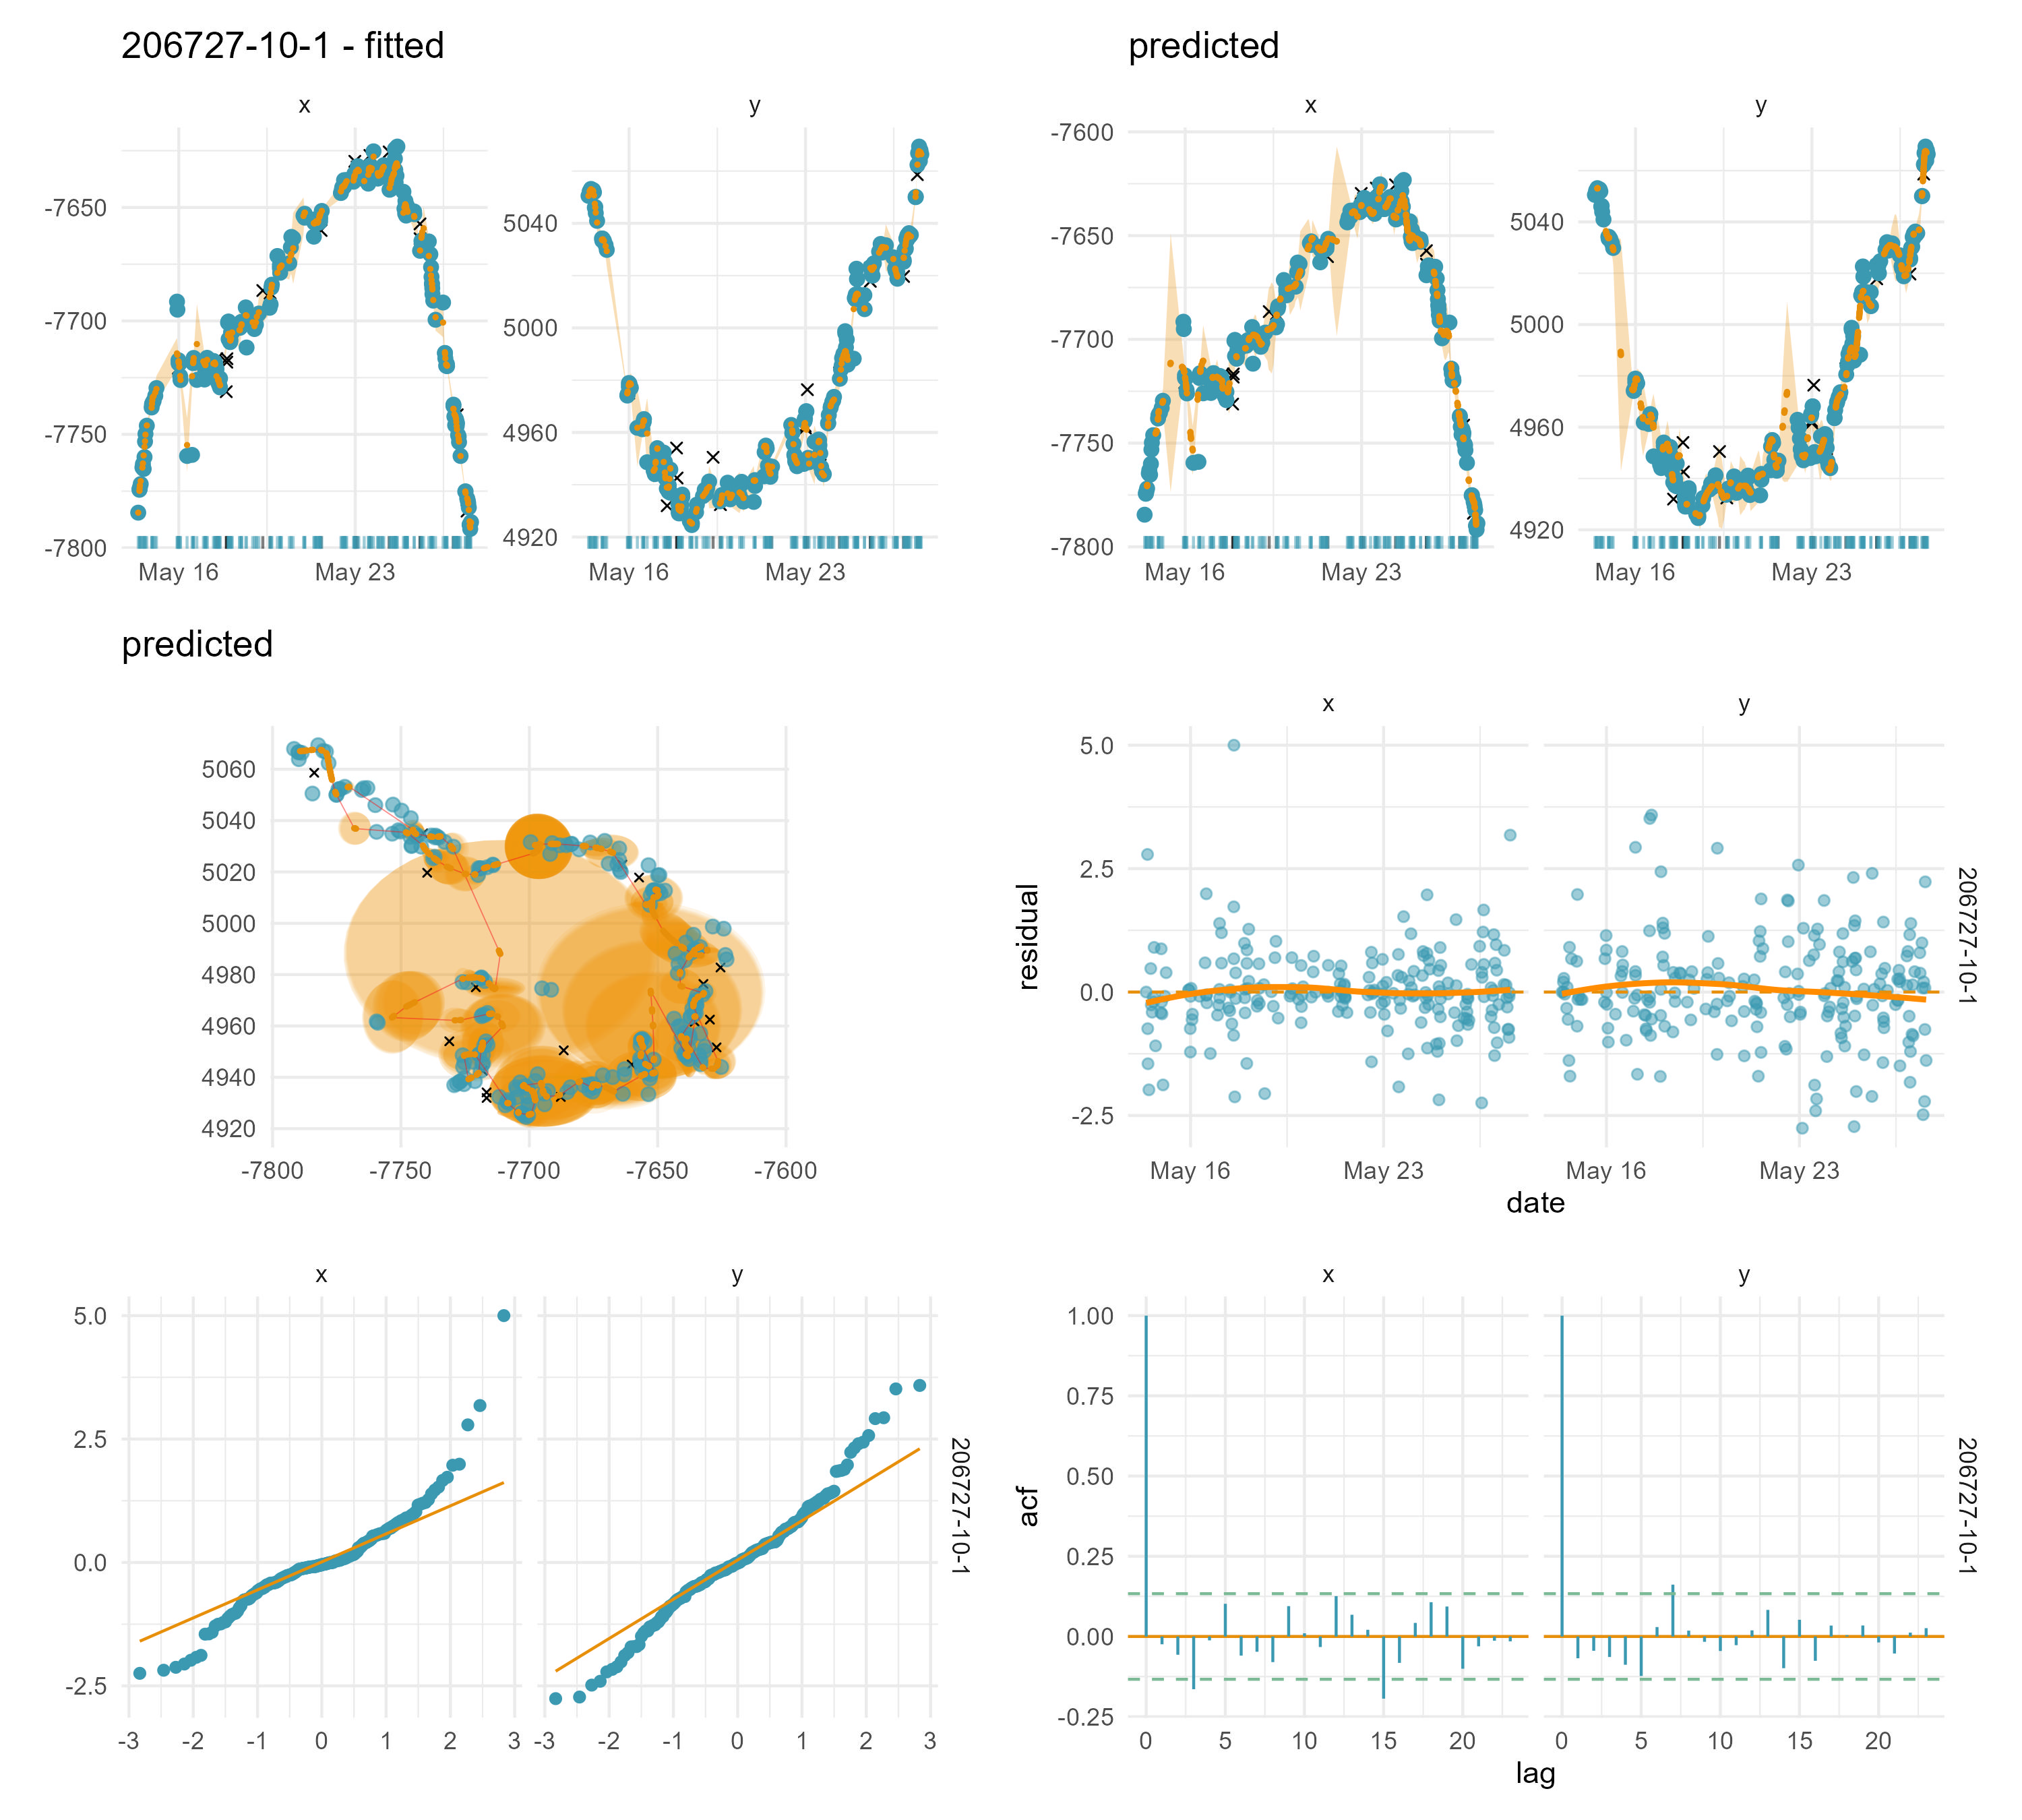 206727-10-1 - fitted
predicted
x
y
x
y
-7650
-7700
-7750
-7800
5040
5000
4960
4920
-7600
-7650
-7700
-7750
-7800
5040
5000
4960
4920
May 16
May 23
May 16
May 23
May 16
May 23
May 16
May 23
predicted
5060
5040
5020
5000
4980
4960
4940
4920
-7800
-7750
-7700
-7650
-7600
x
y
residual
5.0
2.5
0.0
-2.5
May 16
May 23
May 16
May 23
date
206727-10-1
x
y
5.0
2.5
0.0
-2.5
-3
-2
-1
0
1
2
3
-3
-2
-1
0
1
2
3
206727-10-1
x
y
acf
1.00
0.75
0.50
0.25
0.00
-0.25
0
5
10
15
20
0
5
10
15
20
lag
206727-10-1